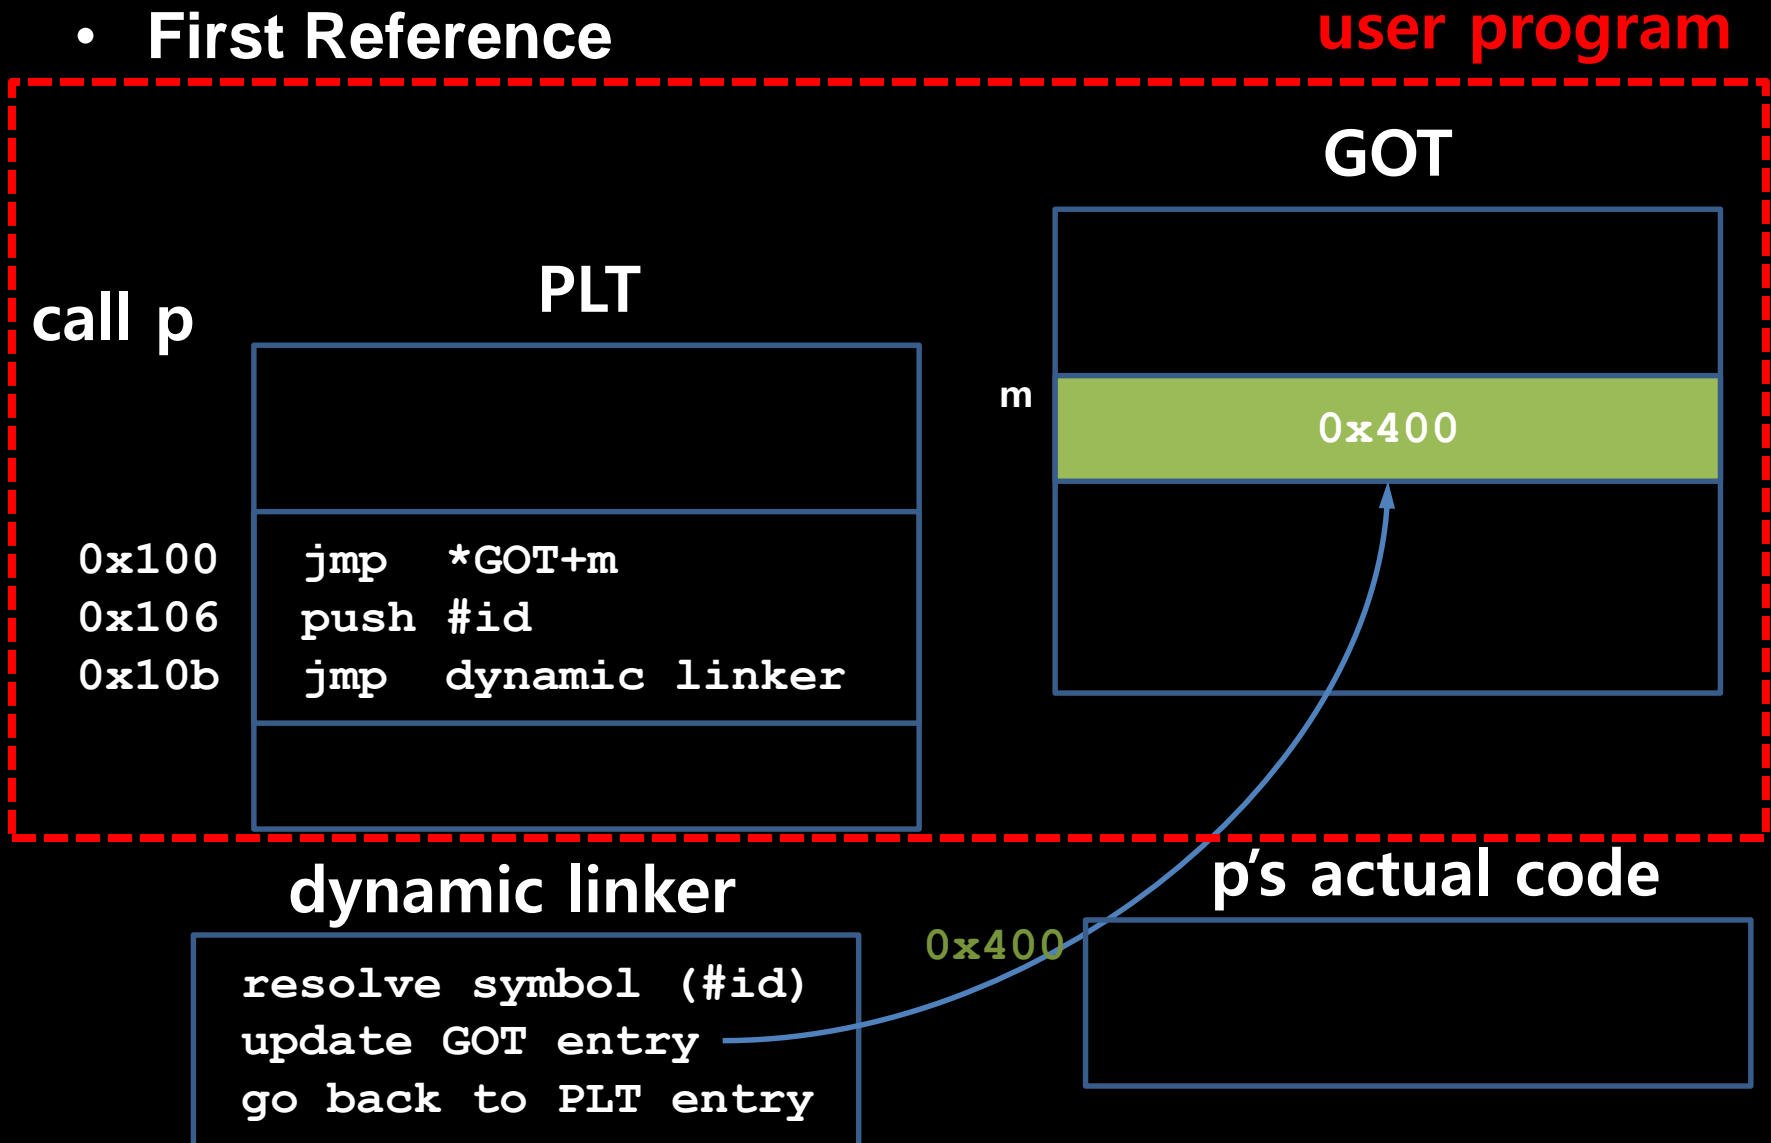 • First Reference
user program
GOT
PLT
call p
m
0x400
0x100 jmp *GOT+m
0x106 push #id
0x10b jmp dynamic linker
dynamic linker
p’s actual code
0x400
resolve symbol (#id)
update GOT entry
go back to PLT entry